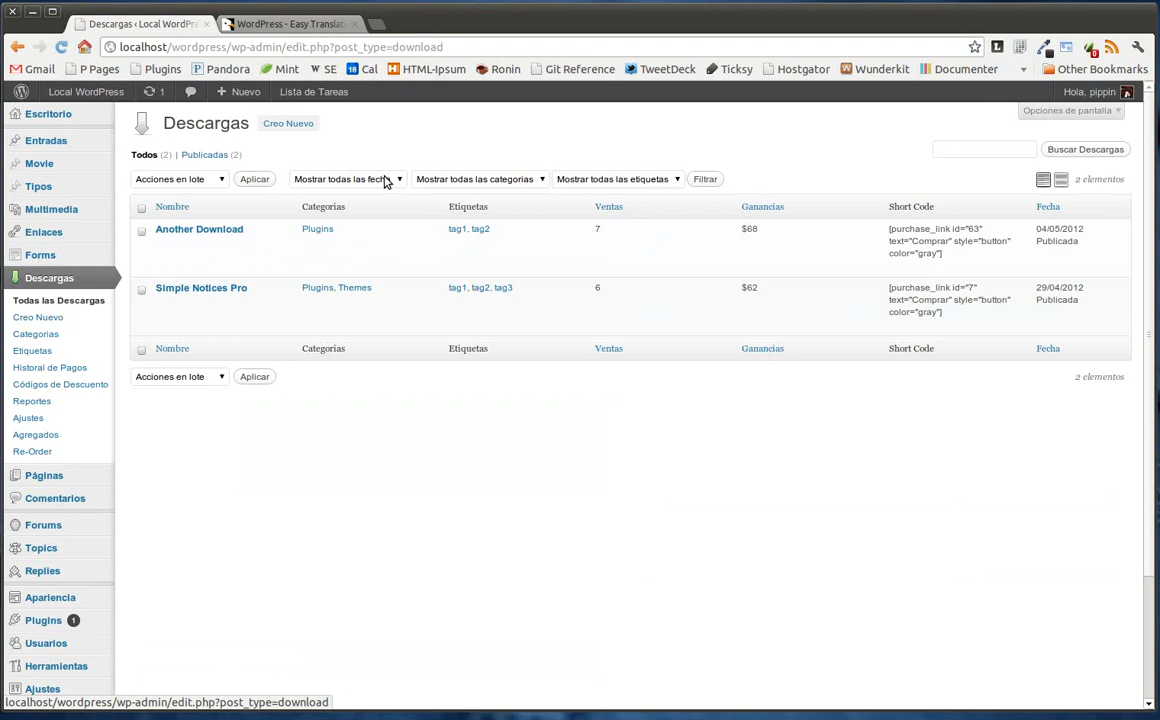 Descargas ‹ Local WordPr
WordPress - Easy Translat
localhost/wordpress/wp-admin/edit.php?post_type=download
Gmail
P Pages
Plugins
Pandora
Mint
SE
18 Cal
HTML-Ipsum
Ronin
Git Reference
TweetDeck
Ticksy
Hostgator
Wunderkit
Documenter
Other Bookmarks
Local WordPress
1
Nuevo
Lista de Tareas
Hola, pippin
Escritorio
Entradas
Movie
Tipos
Multimedia
Enlaces
Forms
Descargas
Todas las Descargas
Creo Nuevo
Categorias
Etiquetas
Historal de Pagos
Códigos de Descuento
Reportes
Ajustes
Agregados
Re-Order
Páginas
Comentarios
Forums
Topics
Replies
Apariencia
Plugins 1
Usuarios
Herramientas
Ajustes
Descargas
Creo Nuevo
Opciones de pantalla
Todos (2) | Publicadas (2)
Buscar Descargas
Acciones en lote
Aplicar
Mostrar todas las fech
Mostrar todas las categorias
Mostrar todas las etiquetas
Filtrar
2 elementos
Nombre Categorias Etiquetas Ventas Ganancias Short Code Fecha
Another Download Plugins tag1, tag2 7 $68 [purchase_link id="63" 04/05/2012
text="Comprar" style="button" Publicada
color="gray"]
Simple Notices Pro Plugins, Themes tag1, tag2, tag3 6 $62 [purchase_link id="7" 29/04/2012
text="Comprar" style="button" Publicada
color="gray"]
Nombre Categorias Etiquetas Ventas Ganancias Short Code Fecha
Acciones en lote
Aplicar
2 elementos
localhost/wordpress/wp-admin/edit.php?post_type=download